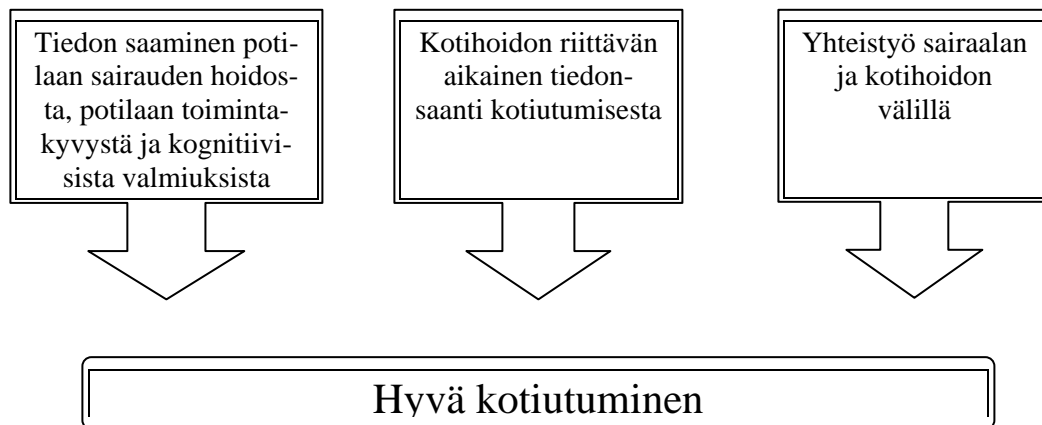 Tiedon saaminen poti-
laan sairauden hoidos-
ta, potilaan toiminta-
kyvystä ja kognitiivi-
sista valmiuksista
Kotihoidon riittävän
aikainen tiedon-
saanti kotiutumisesta
Yhteistyö sairaalan
ja kotihoidon
välillä
Hyvä kotiutuminen